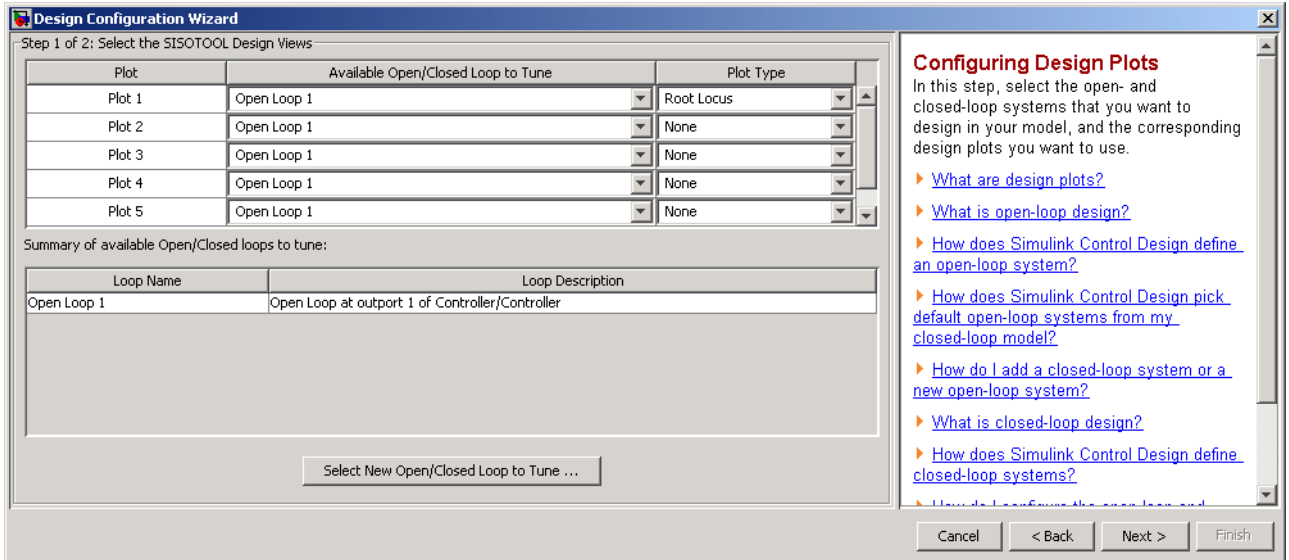 Design Configuration Wizard
Step 1 of 2: Select the SISOTOOL Design Views
Plot Available Open/Closed Loop to Tune Plot Type
Plot 1 Open Loop 1 Root Locus
Plot 2 Open Loop 1 None
Plot 3 Open Loop 1 None
Plot 4 Open Loop 1 None
Plot 5 Open Loop 1 None
Summary of available Open/Closed loops to tune:
Loop Name Loop Description
Open Loop 1 Open Loop at outport 1 of Controller/Controller
Select New Open/Closed Loop to Tune ...
Configuring Design Plots
In this step, select the open- and
closed-loop systems that you want to
design in your model, and the corresponding
design plots you want to use.
What are design plots?
What is open-loop design?
How does Simulink Control Design define
an open-loop system?
How does Simulink Control Design pick
default open-loop systems from my
closed-loop model?
How do I add a closed-loop system or a
new open-loop system?
What is closed-loop design?
How does Simulink Control Design define
closed-loop systems?
Cancel < Back Next > Finish